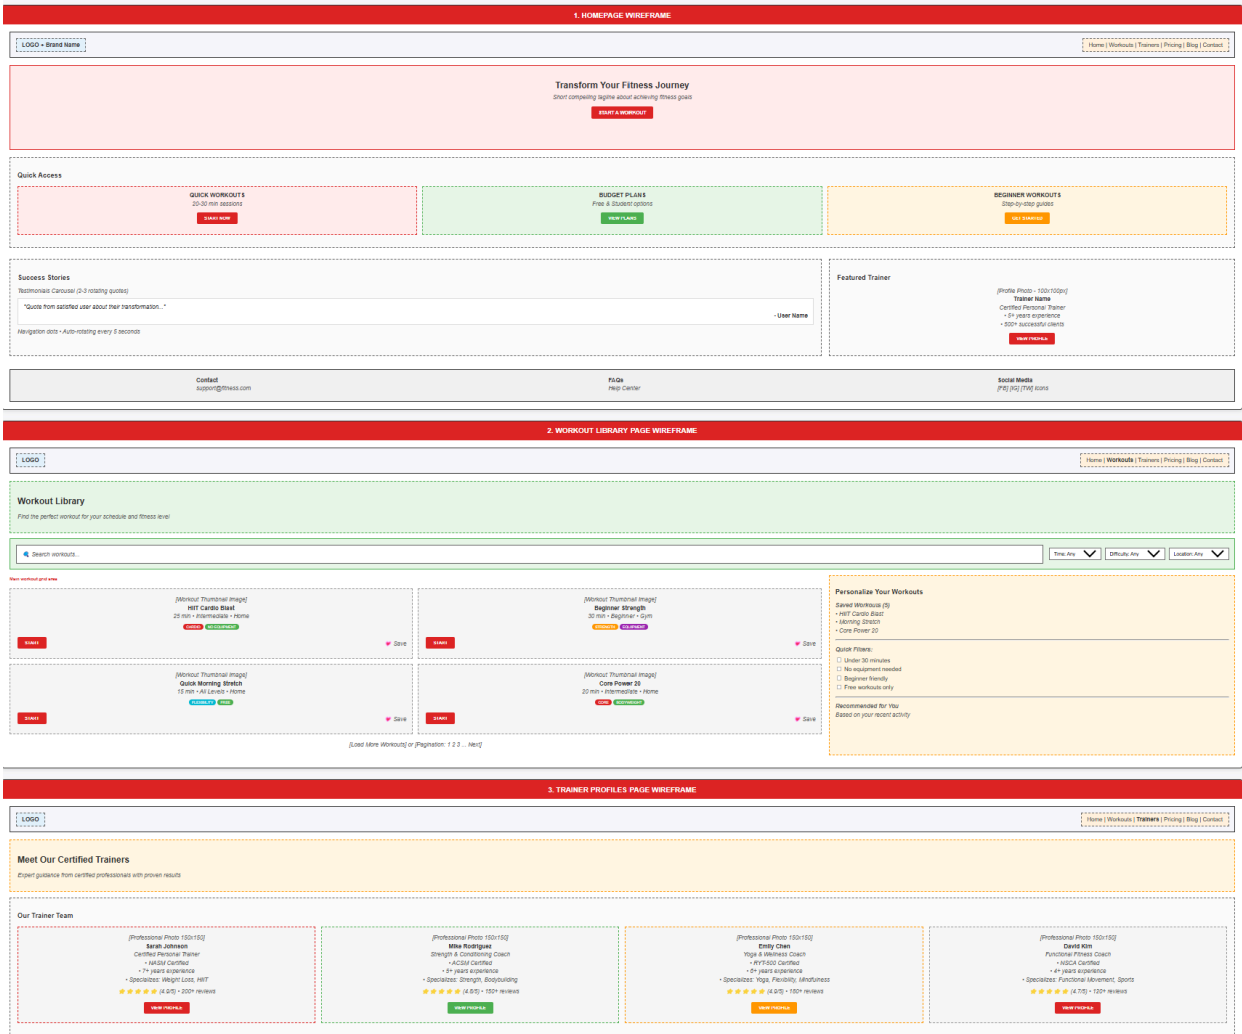 1. HOMEPAGE WIREFRAME
LOGO + Brand Name
Home | Workouts | Trainers | Pricing | Blog | Contact
Transform Your Fitness Journey
Short compelling tagline about achieving fitness goals
START A WORKOUT
Quick Access
QUICK WORKOUTS
20-30 min sessions
START NOW
BUDGET PLANS
Free & Student options
VIEW PLANS
BEGINNER WORKOUTS
Step-by-step guides
GET STARTED
Success Stories
Testimonials Carousel (2-3 rotating quotes)
"Quote from satisfied user about their transformation..."
- User Name
Navigation dots • Auto-rotating every 5 seconds
Featured Trainer
[Profile Photo - 100x100px]
Trainer Name
Certified Personal Trainer
• 5+ years experience
• 500+ successful clients
VIEW PROFILE
Contact
support@fitness.com
FAQs
Help Center
Social Media
[FB] [IG] [TW] Icons
2. WORKOUT LIBRARY PAGE WIREFRAME
LOGO
Home | Workouts | Trainers | Pricing | Blog | Contact
Workout Library
Find the perfect workout for your schedule and fitness level
Search workouts...
Time: Any
Difficulty: Any
Location: Any
Main workout grid area
[Workout Thumbnail Image]
HIIT Cardio Blast
25 min • Intermediate • Home
CARDIO NO EQUIPMENT
START
Save
[Workout Thumbnail Image]
Beginner Strength
30 min • Beginner • Gym
STRENGTH EQUIPMENT
START
Save
[Workout Thumbnail Image]
Quick Morning Stretch
15 min • All Levels • Home
FLEXIBILITY FREE
START
Save
[Workout Thumbnail Image]
Core Power 20
20 min • Intermediate • Home
CORE BODYWEIGHT
START
Save
[Load More Workouts] or [Pagination: 1 2 3 ... Next]
Personalize Your Workouts
Saved Workouts (5)
• HIIT Cardio Blast
• Morning Stretch
• Core Power 20
Quick Filters:
Under 30 minutes
No equipment needed
Beginner friendly
Free workouts only
Recommended for You
Based on your recent activity
3. TRAINER PROFILES PAGE WIREFRAME
LOGO
Home | Workouts | Trainers | Pricing | Blog | Contact
Meet Our Certified Trainers
Expert guidance from certified professionals with proven results
Our Trainer Team
[Professional Photo 150x150]
Sarah Johnson
Certified Personal Trainer
• NASM Certified
• 7+ years experience
• Specializes: Weight Loss, HIIT
(4.9/5) • 200+ reviews
VIEW PROFILE
[Professional Photo 150x150]
Mike Rodriguez
Strength & Conditioning Coach
• ACSM Certified
• 5+ years experience
• Specializes: Strength, Bodybuilding
(4.8/5) • 150+ reviews
VIEW PROFILE
[Professional Photo 150x150]
Emily Chen
Yoga & Wellness Coach
• RYT-500 Certified
• 6+ years experience
• Specializes: Yoga, Flexibility, Mindfulness
(4.9/5) • 180+ reviews
VIEW PROFILE
[Professional Photo 150x150]
David Kim
Functional Fitness Coach
• NSCA Certified
• 4+ years experience
• Specializes: Functional Movement, Sports
(4.7/5) • 120+ reviews
VIEW PROFILE